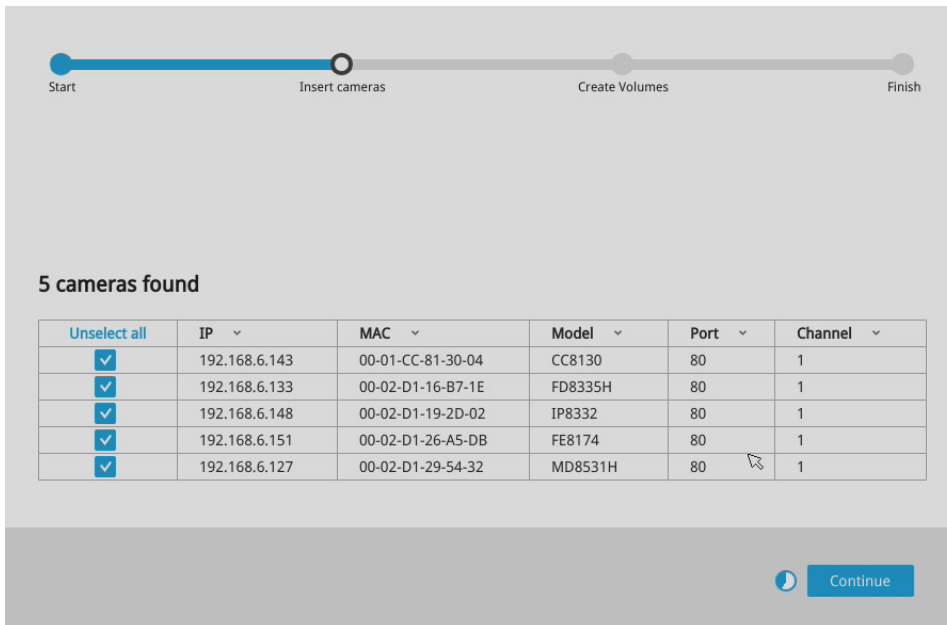 Start Insert cameras Create Volumes Finish
5 cameras found
Unselect all IP MAC Model Port Channel
192.168.6.143 00-01-CC-81-30-04 CC8130 80 1
192.168.6.133 00-02-D1-16-B7-1E FD8335H 80 1
192.168.6.148 00-02-D1-19-2D-02 IP8332 80 1
192.168.6.151 00-02-D1-26-A5-DB FE8174 80 1
192.168.6.127 00-02-D1-29-54-32 MD8531H 80 1
Continue